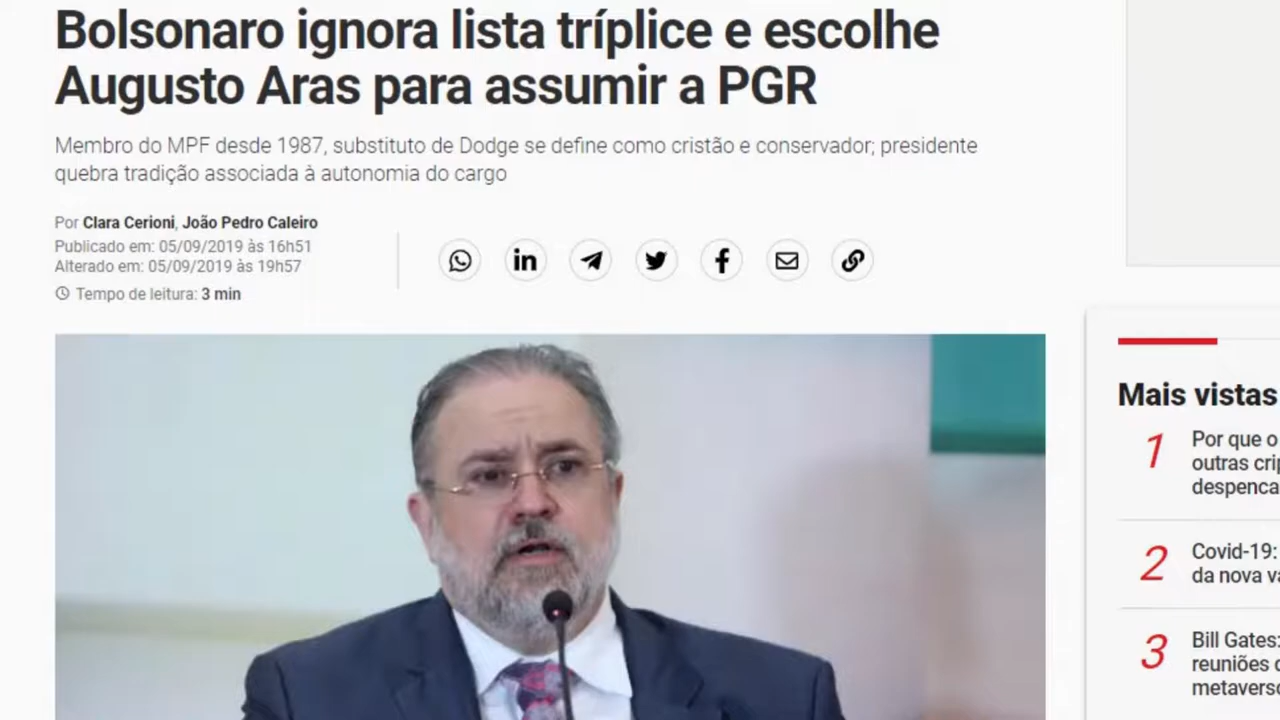 Bolsonaro ignora lista tríplice e escolhe
Augusto Aras para assumir a PGR
Membro do MPF desde 1987, substituto de Dodge se define como cristão e conservador; presidente
quebra tradição associada à autonomia do cargo
Por Clara Cerioni, João Pedro Caleiro
Publicado em: 05/09/2019 às 16h51
Alterado em: 05/09/2019 às 19h57
Tempo de leitura: 3 min
Mais vistas
1 Por que o
outras
despenca
2 Covid-19:
da nova
3 Bill Gates:
reuniões